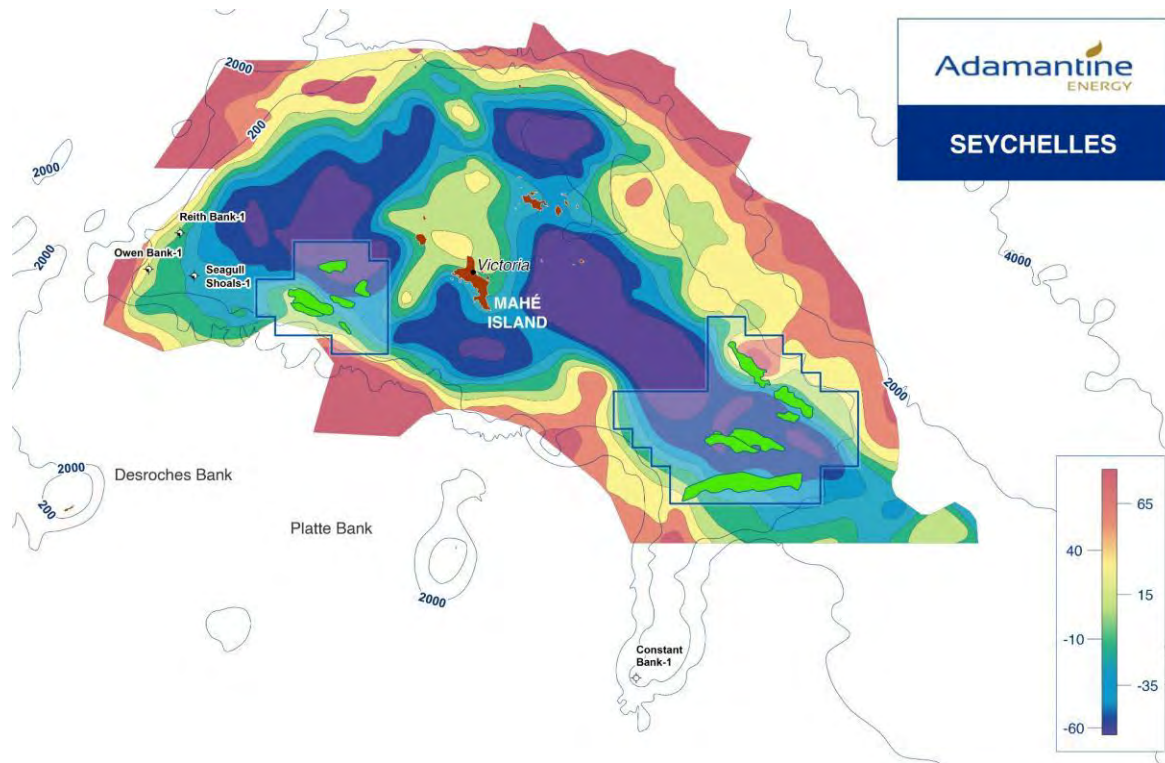 Adamantine
ENERGY
SEYCHELLES
2000
200
2000
2000
4000
Reith Bank-1
Owen Bank-1
Seagull
Shoals-1
Victoria
MAHÉ
ISLAND
2000
2000
200
Desroches Bank
Platte Bank
2000
Constant
Bank-1
65
40
15
-10
-35
-60